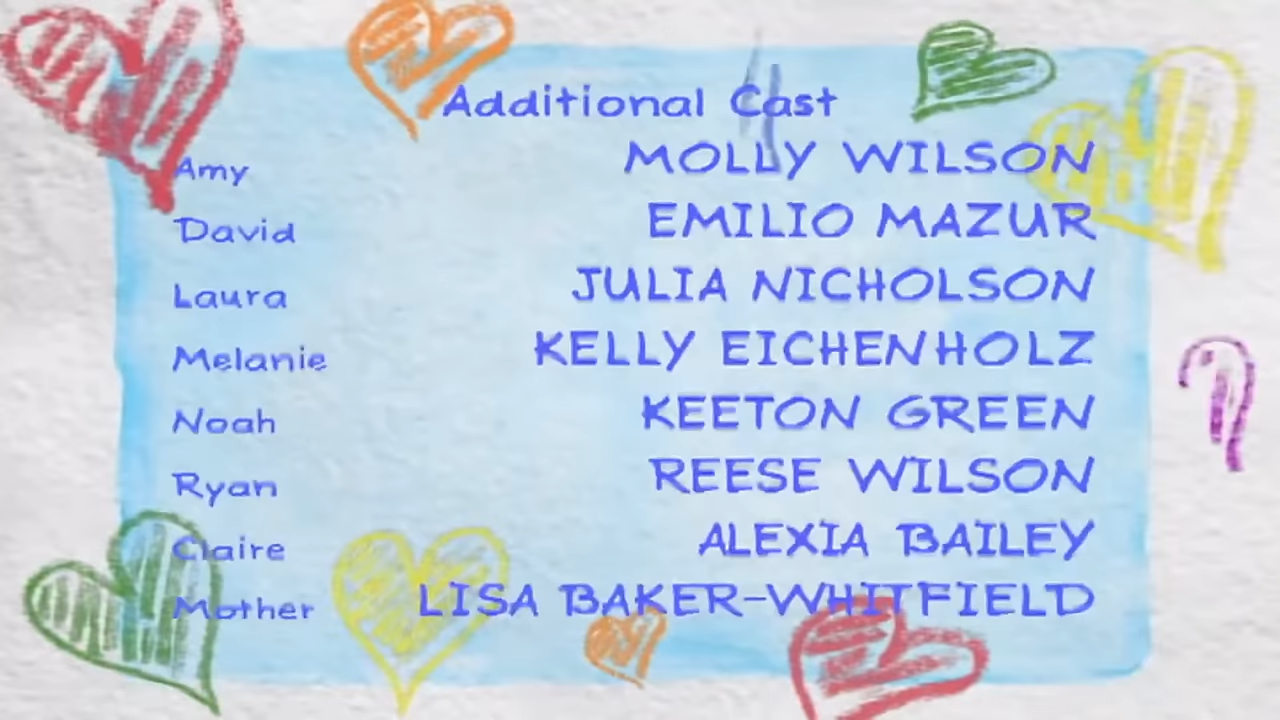 Additional Cast
Amy MOLLY WILSON
David EMILIO MAZUR
Laura JULIA NICHOLSON
Melanie KELLY EICHENHOLZ
Noah KEETON GREEN
Ryan REESE WILSON
Claire ALEXIA BAILEY
Mother LISA BAKER-WHITFIELD